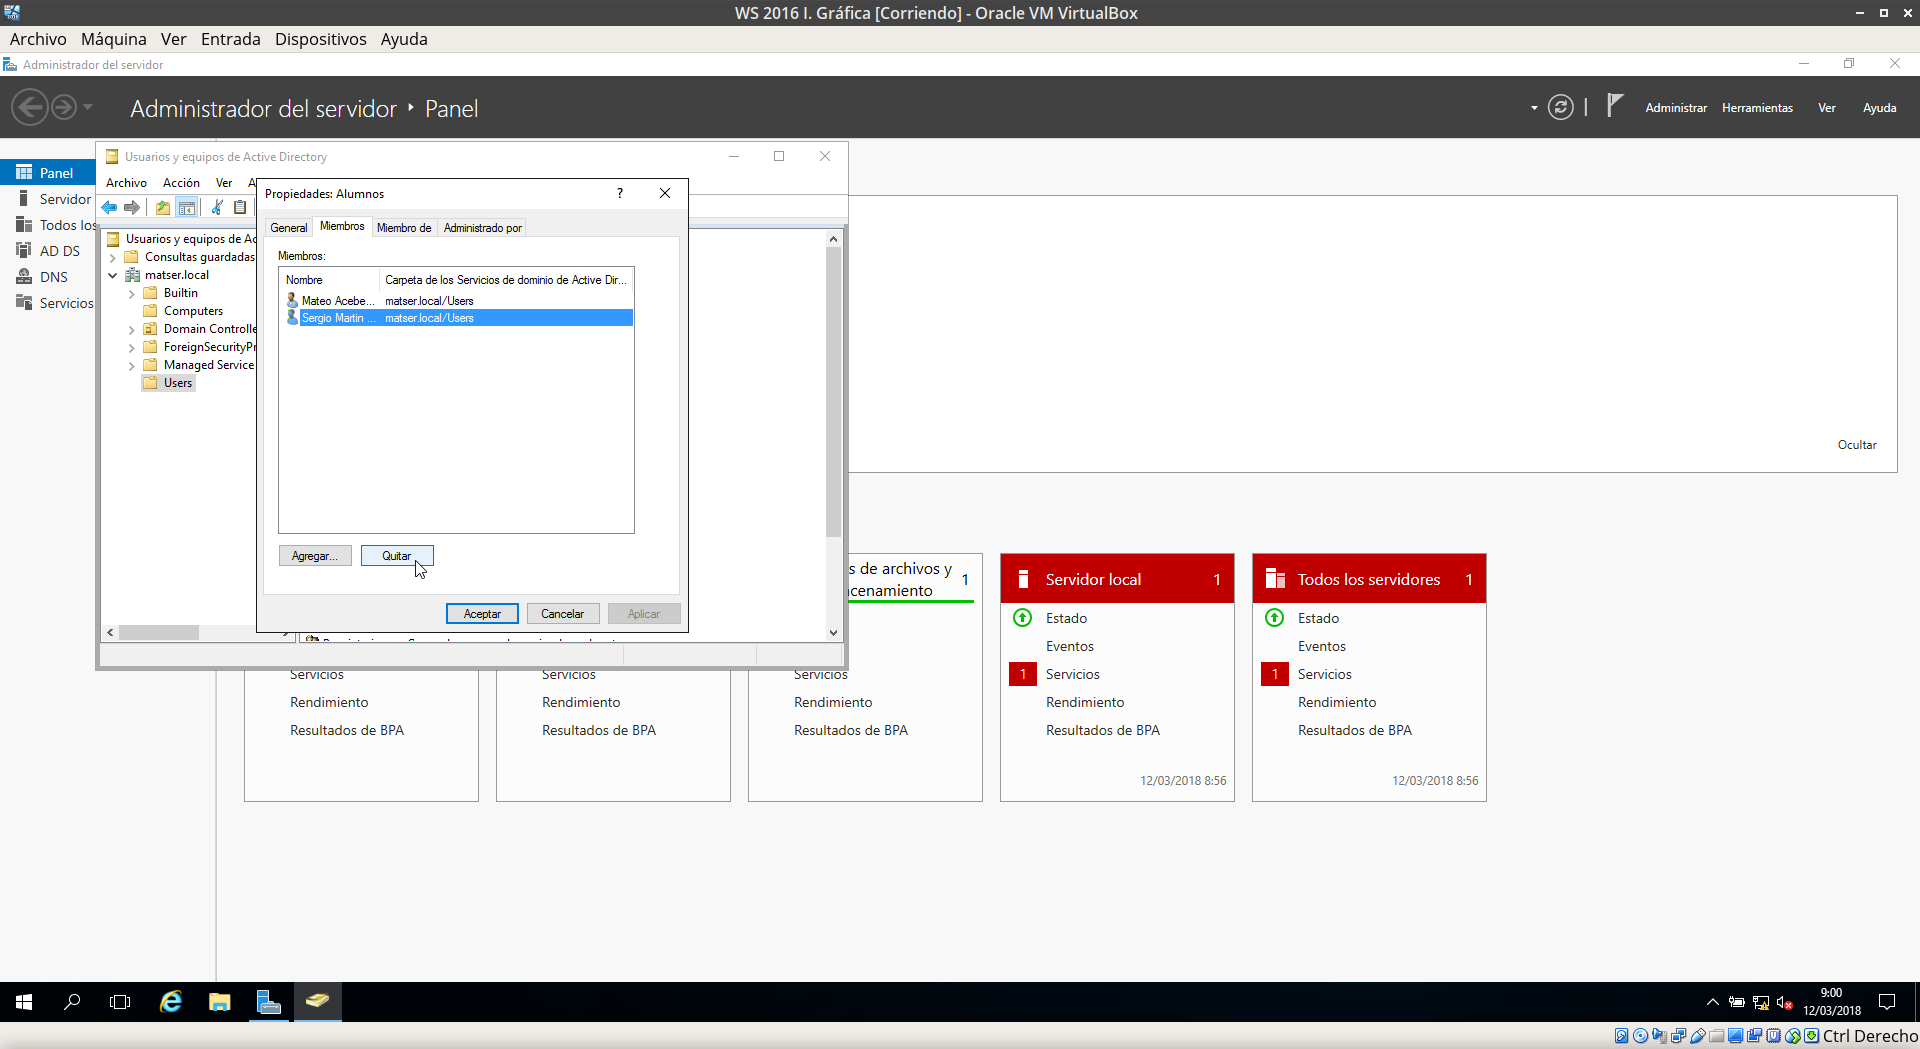 WS 2016 I. Gráfica [Corriendo] - Oracle VM VirtualBox
Archivo Máquina Ver Entrada Dispositivos Ayuda
Administrador del servidor
Administrador del servidor ‣ Panel
Administrar Herramientas Ver Ayuda
Panel
Servidor
Todos los
AD DS
DNS
Servicios
Usuarios y equipos de Active Directory
Archivo Acción Ver A
Usuarios y equipos de Ac
Consultas guardadas
matser.local
Builtin
Computers
Domain Controlle
ForeignSecurityPr
Managed Service
Users
Propiedades: Alumnos
?
General Miembros Miembro de Administrado por
Miembros:
Nombre Carpeta de los Servicios de dominio de Active Dir...
Mateo Acebe... matser.local/Users
Sergio Martin ... matser.local/Users
Agregar... Quitar
Aceptar Cancelar Aplicar
Ocultar
s de archivos y
cenamiento
1
Servidor local 1
Todos los servidores 1
Servicios
Rendimiento
Resultados de BPA
Servicios
Rendimiento
Resultados de BPA
Servicios
Rendimiento
Resultados de BPA
Estado
Eventos
1 Servicios
Rendimiento
Resultados de BPA
12/03/2018 8:56
Estado
Eventos
1 Servicios
Rendimiento
Resultados de BPA
12/03/2018 8:56
9:00
12/03/2018
Ctrl Derecho